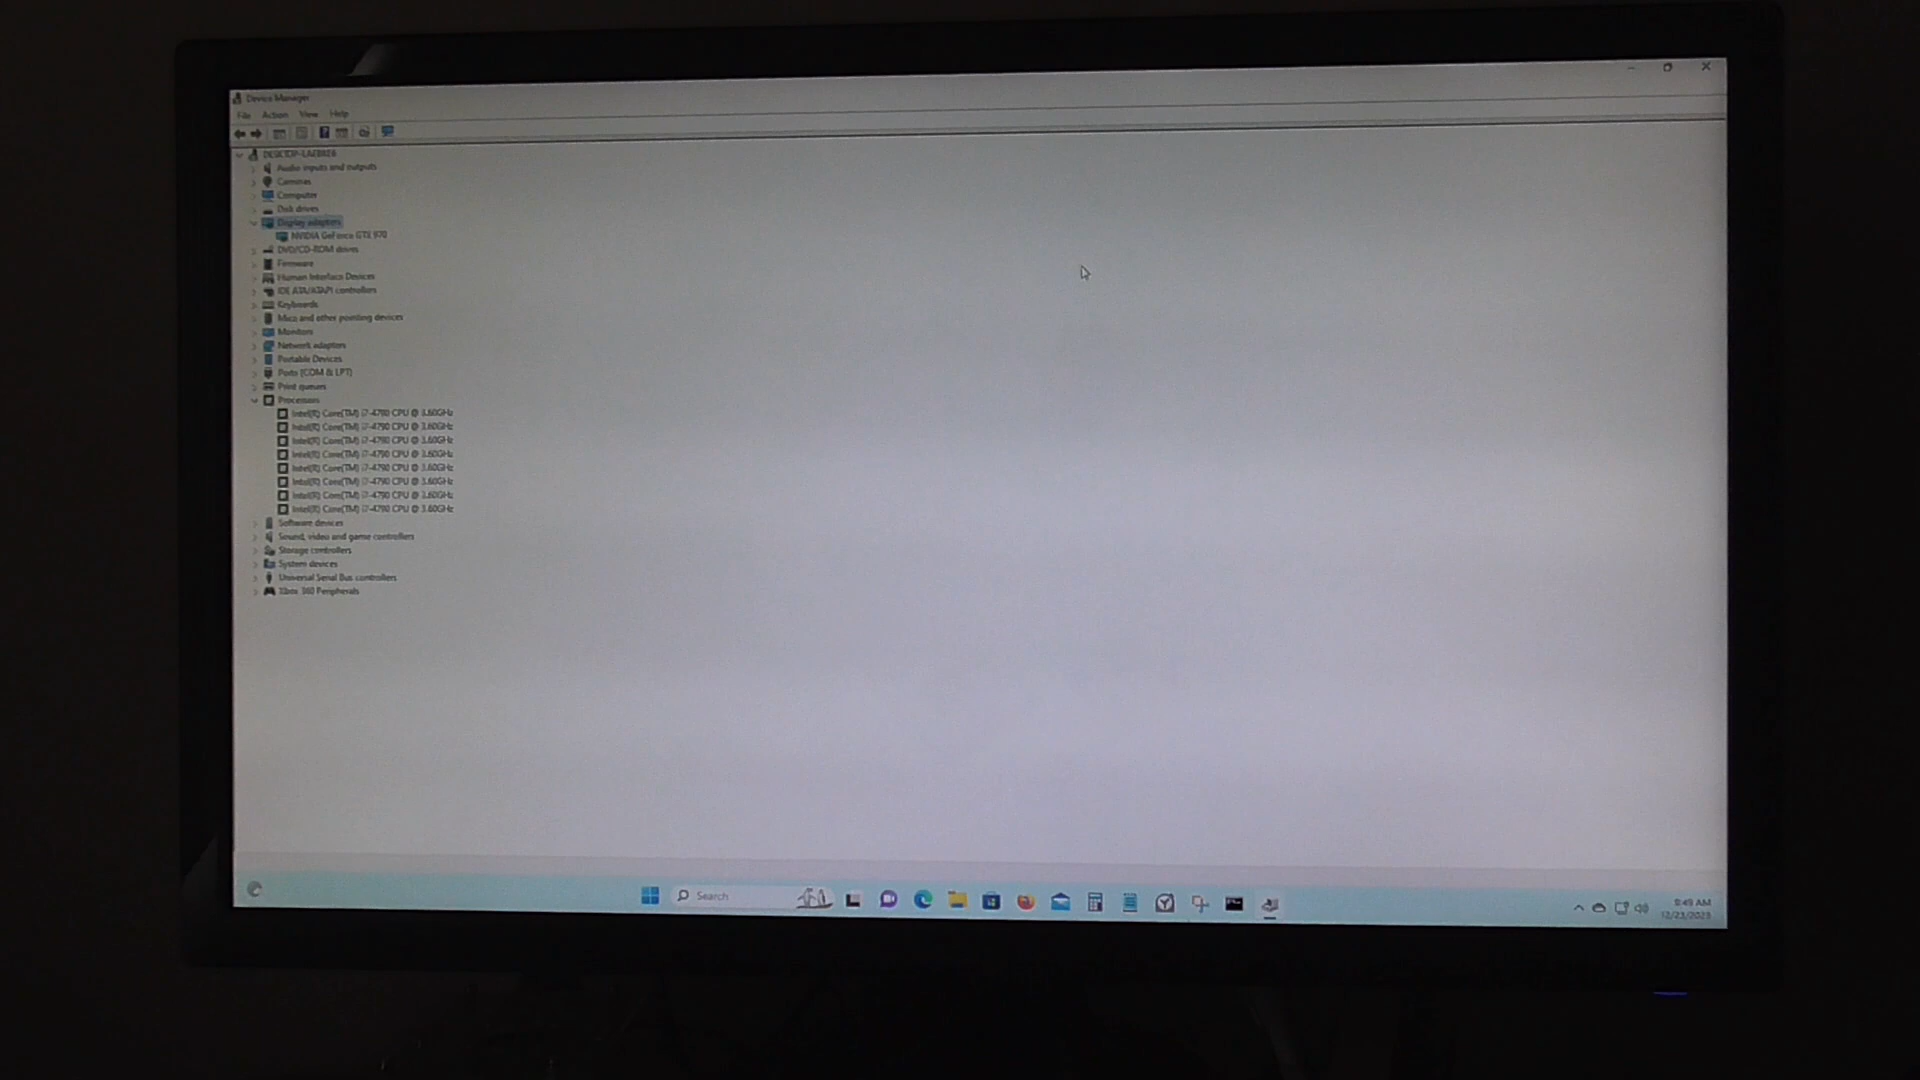 Device Manager
File Action View Help
Audio inputs and outputs
Cameras
Computer
Disk drives
Display adapters
NVIDIA GeForce GTX 970
DVD/CD-ROM drives
Firmware
Human Interface Devices
IDE ATA/ATAPI controllers
Keyboards
Mice and other pointing devices
Monitors
Network adapters
Portable Devices
Ports (COM & LPT)
Print queues
Processors
Intel(R) Core(TM) i7-4790 CPU @ 3.60GHz
Intel(R) Core(TM) i7-4790 CPU @ 3.60GHz
Intel(R) Core(TM) i7-4790 CPU @ 3.60GHz
Intel(R) Core(TM) i7-4790 CPU @ 3.60GHz
Intel(R) Core(TM) i7-4790 CPU @ 3.60GHz
Intel(R) Core(TM) i7-4790 CPU @ 3.60GHz
Intel(R) Core(TM) i7-4790 CPU @ 3.60GHz
Intel(R) Core(TM) i7-4790 CPU @ 3.60GHz
Software devices
Sound, video and game controllers
Storage controllers
System devices
Universal Serial Bus controllers
Xbox 360 Peripherals
Search
12/23/2023